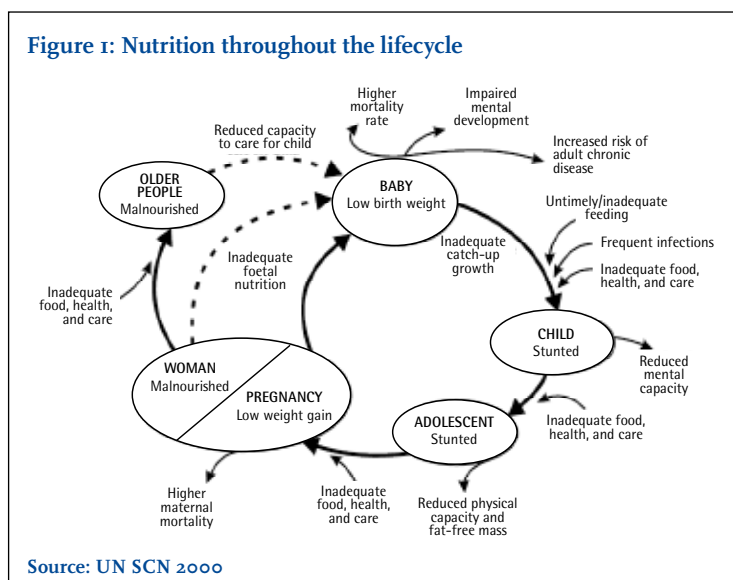 Figure 1: Nutrition throughout the lifecycle
Higher
mortality
rate
Impaired
mental
development
Reduced capacity
to care for child
Increased risk of
adult chronic
disease
OLDER
PEOPLE
Malnourished
BABY
Low birth weight
Untimely/inadequate
feeding
Inadequate
catch-up
growth
Frequent infections
Inadequate food,
health, and care
Inadequate
foetal
nutrition
Inadequate
food, health,
and care
CHILD
Stunted
Reduced
mental
capacity
WOMAN
Malnourished
PREGNANCY
Low weight gain
ADOLESCENT
Stunted
Inadequate food,
health, and care
Higher
maternal
mortality
Inadequate
food, health,
and care
Reduced physical
capacity and
fat-free mass
Source: UN SCN 2000